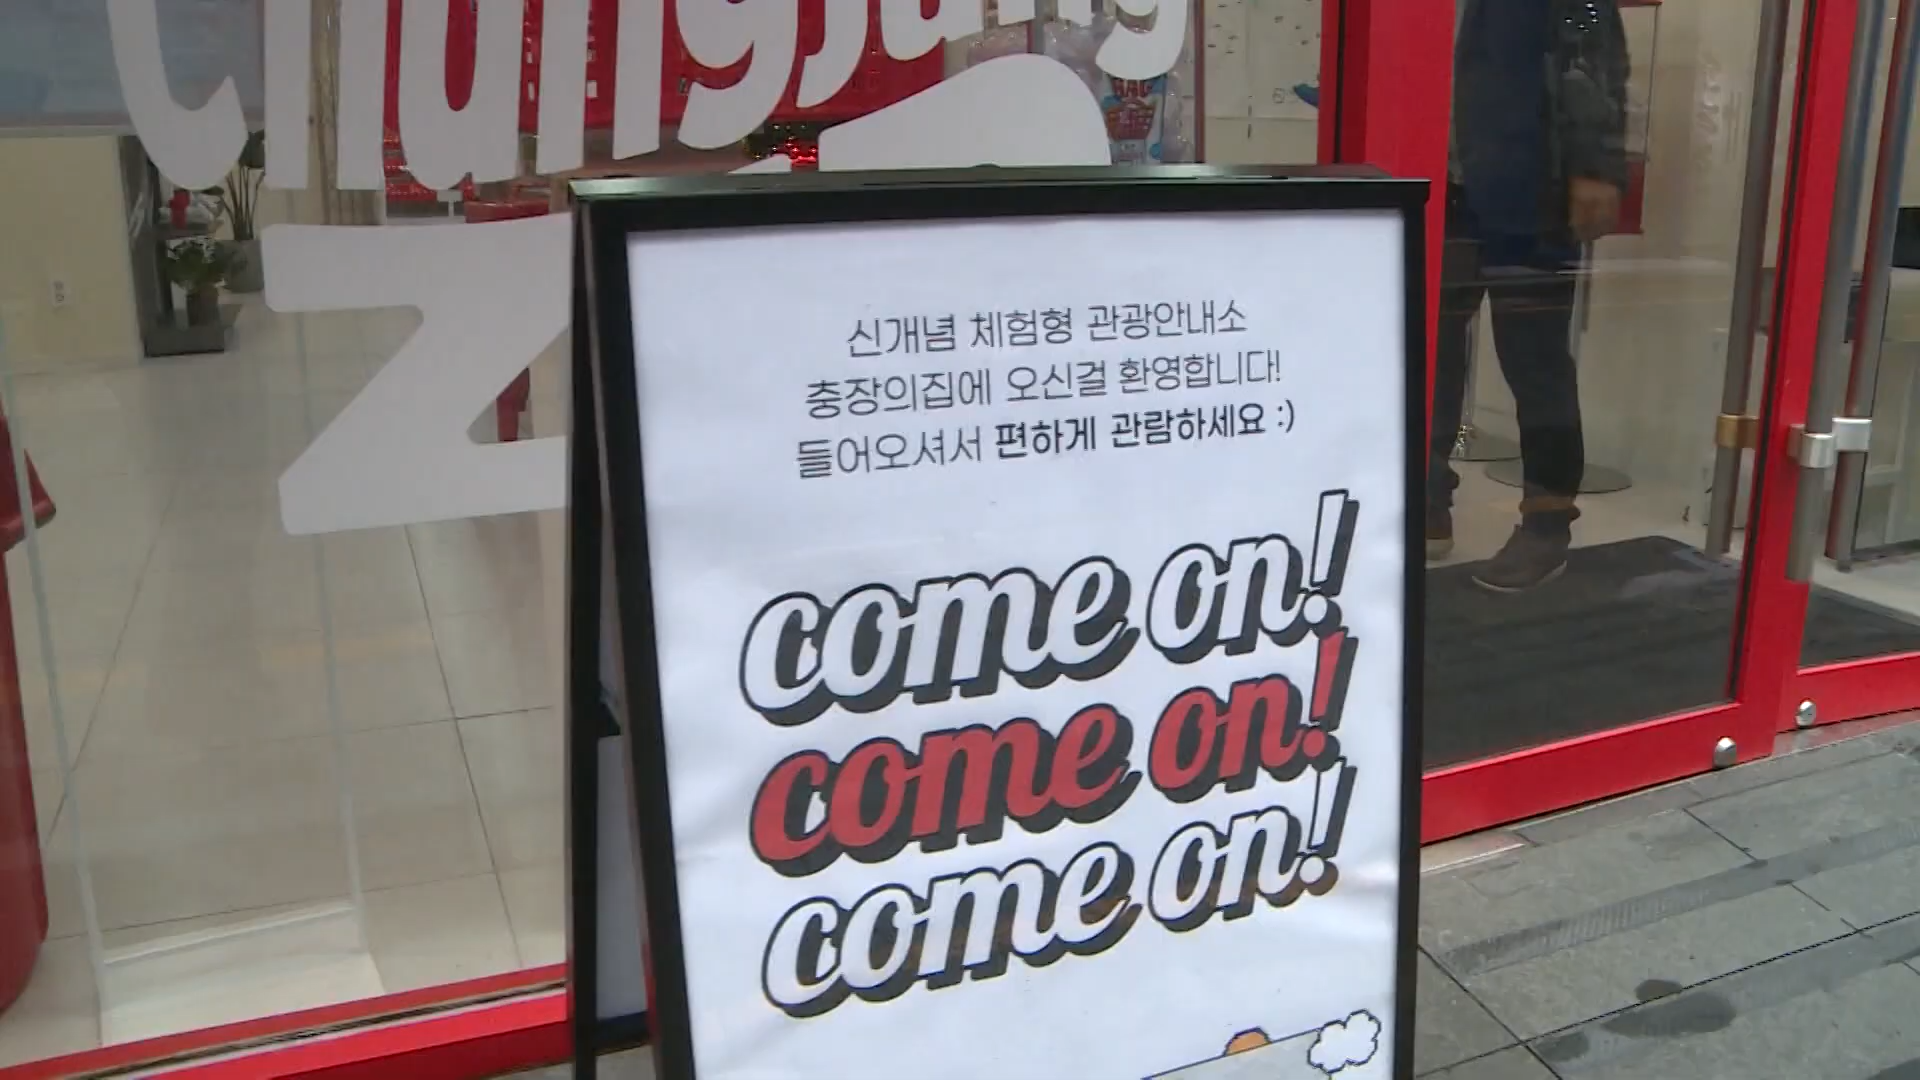 Chungjang
Z
신개념 체험형 관광안내소
충장의집에 오신걸 환영합니다!
들어오셔서 편하게 관람하세요 :)
come on!
come on!
come on!